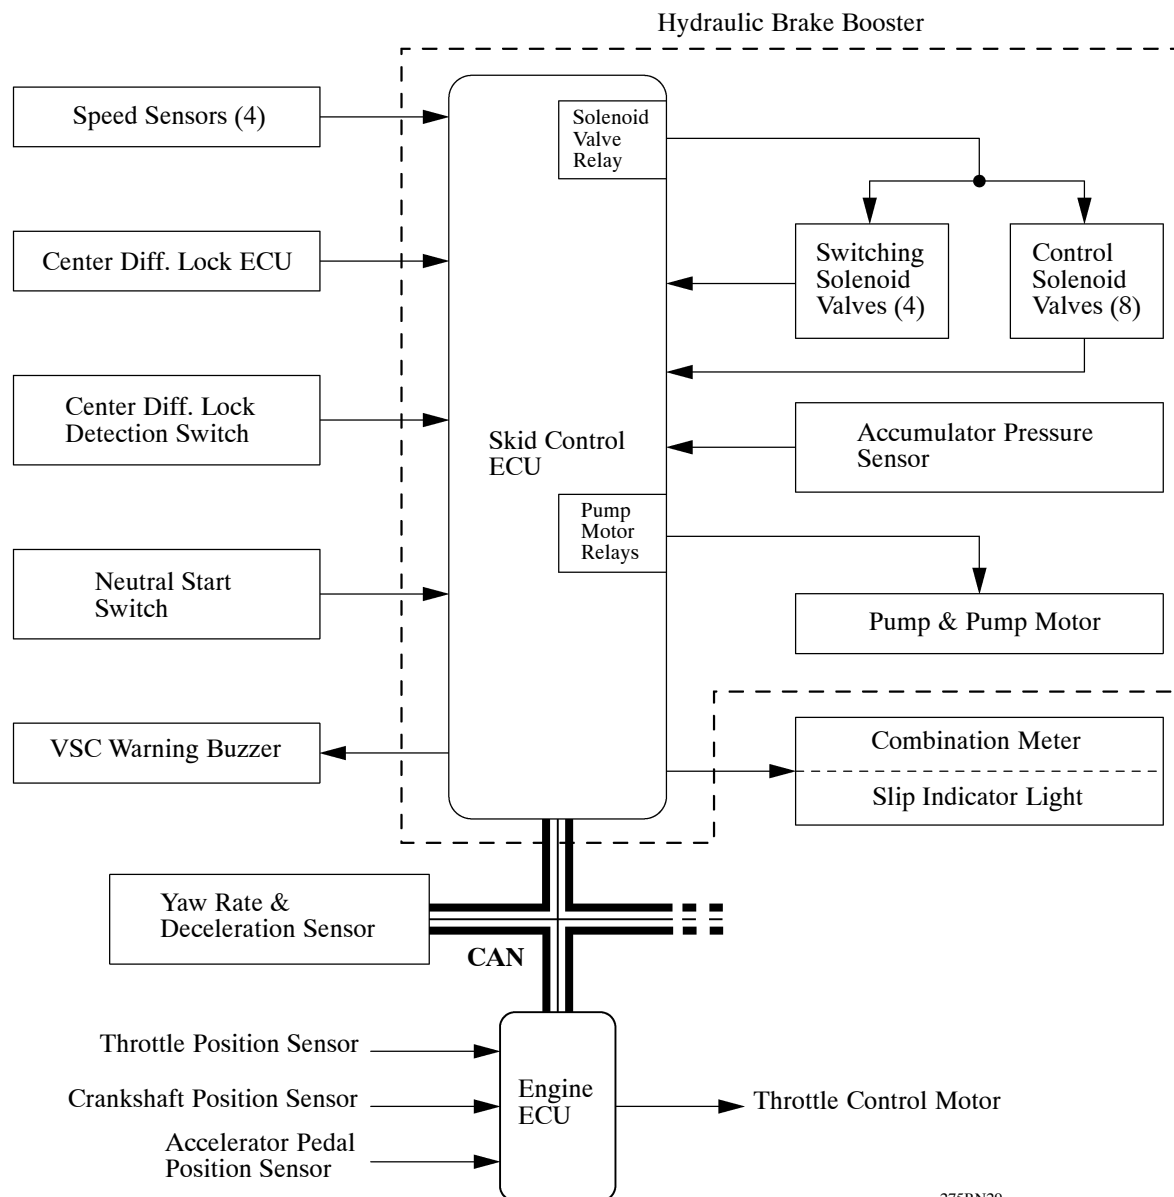 Hydraulic Brake Booster
Speed Sensors (4)
Solenoid
Valve
Relay
Center Diff. Lock ECU
Switching
Solenoid
Valves (4)
Control
Solenoid
Valves (8)
Center Diff. Lock
Detection Switch
Skid Control
ECU
Accumulator Pressure
Sensor
Pump
Motor
Relays
Neutral Start
Switch
Pump & Pump Motor
VSC Warning Buzzer
Combination Meter
Slip Indicator Light
Yaw Rate &
Deceleration Sensor
CAN
Throttle Position Sensor
Crankshaft Position Sensor
Accelerator Pedal
Position Sensor
Engine
ECU
Throttle Control Motor